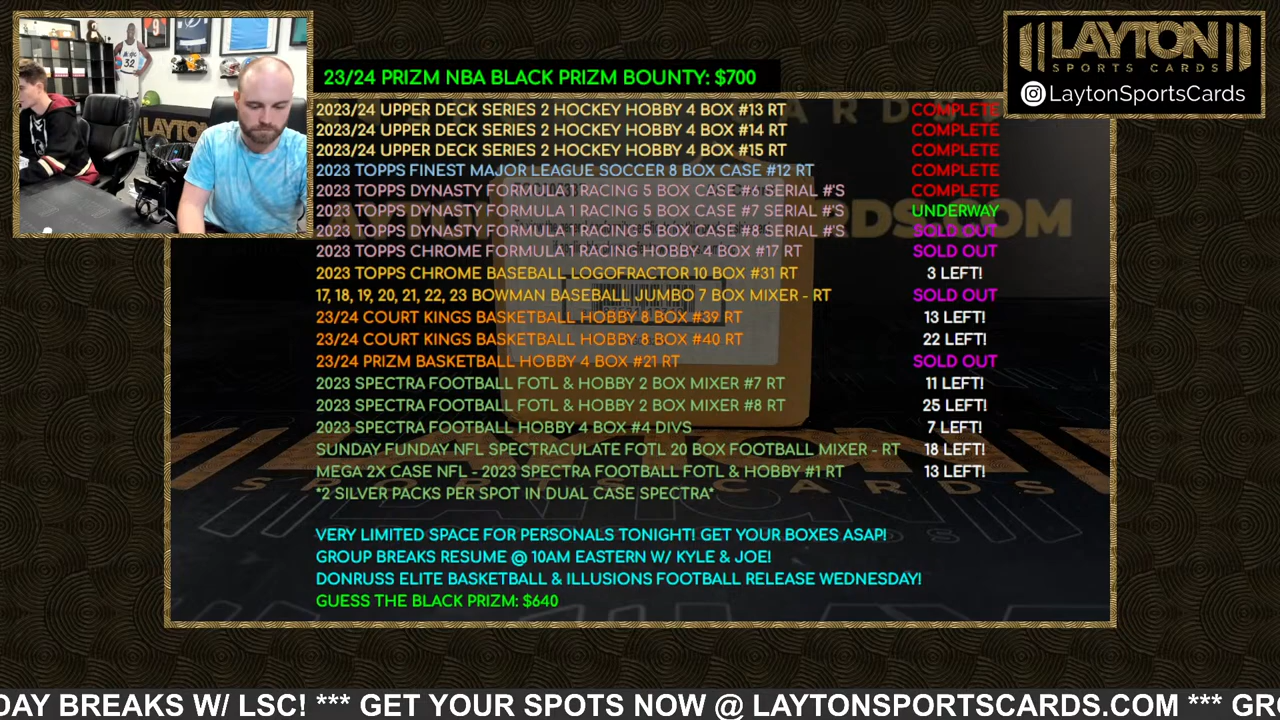 LAYTON
SPORTS CARDS
LaytonSportsCards
23/24 PRIZM NBA BLACK PRIZM BOUNTY: $700
2023/24 UPPER DECK SERIES 2 HOCKEY HOBBY 4 BOX #13 RT COMPLETE
2023/24 UPPER DECK SERIES 2 HOCKEY HOBBY 4 BOX #14 RT COMPLETE
2023/24 UPPER DECK SERIES 2 HOCKEY HOBBY 4 BOX #15 RT COMPLETE
2023 TOPPS FINEST MAJOR LEAGUE SOCCER 8 BOX CASE #12 RT COMPLETE
2023 TOPPS DYNASTY FORMULA 1 RACING 5 BOX CASE #6 SERIAL #'S COMPLETE
2023 TOPPS DYNASTY FORMULA 1 RACING 5 BOX CASE #7 SERIAL #'S UNDERWAY
2023 TOPPS DYNASTY FORMULA 1 RACING 5 BOX CASE #8 SERIAL #'S SOLD OUT
2023 TOPPS CHROME FORMULA 1 RACING HOBBY 4 BOX #17 RT SOLD OUT
2023 TOPPS CHROME BASEBALL LOGOFRACTOR 10 BOX #31 RT 3 LEFT!
17, 18, 19, 20, 21, 22, 23 BOWMAN BASEBALL JUMBO 7 BOX MIXER - RT SOLD OUT
23/24 COURT KINGS BASKETBALL HOBBY 8 BOX #39 RT 13 LEFT!
23/24 COURT KINGS BASKETBALL HOBBY 8 BOX #40 RT 22 LEFT!
23/24 PRIZM BASKETBALL HOBBY 4 BOX #21 RT SOLD OUT
2023 SPECTRA FOOTBALL FOTL & HOBBY 2 BOX MIXER #7 RT 11 LEFT!
2023 SPECTRA FOOTBALL FOTL & HOBBY 2 BOX MIXER #8 RT 25 LEFT!
2023 SPECTRA FOOTBALL HOBBY 4 BOX #4 DIVS 7 LEFT!
SUNDAY FUNDAY NFL SPECTRACULATE FOTL 20 BOX FOOTBALL MIXER - RT 18 LEFT!
MEGA 2X CASE NFL - 2023 SPECTRA FOOTBALL FOTL & HOBBY #1 RT 13 LEFT!
*2 SILVER PACKS PER SPOT IN DUAL CASE SPECTRA*
VERY LIMITED SPACE FOR PERSONALS TONIGHT! GET YOUR BOXES ASAP!
GROUP BREAKS RESUME @ 10AM EASTERN W/ KYLE & JOE!
DONRUSS ELITE BASKETBALL & ILLUSIONS FOOTBALL RELEASE WEDNESDAY!
GUESS THE BLACK PRIZM: $640
DAY BREAKS W/ LSC! *** GET YOUR SPOTS NOW @ LAYTONSPORTSCARDS.COM *** GRO